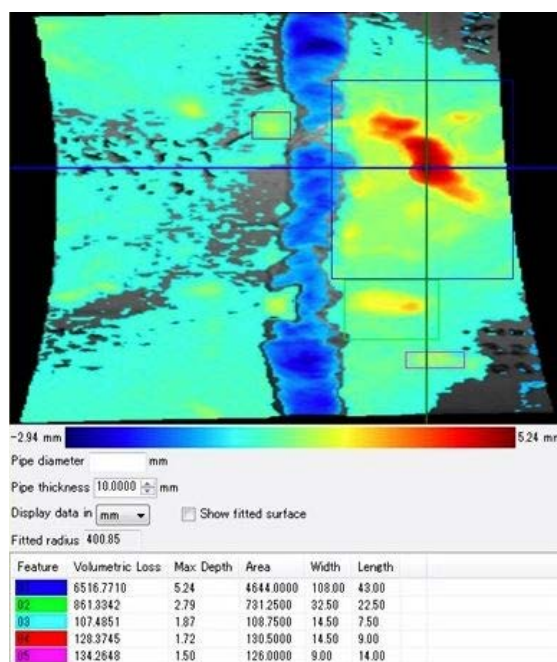 -2.94 mm 5.24 mm
Pipe diameter mm
Pipe thickness 10.0000 mm
Display data in mm Show fitted surface
Fitted radius 400.85
Feature Volumetric Loss Max Depth Area Width Length
01 6516.7710 5.24 4644.0000 108.00 43.00
02 861.3342 2.79 731.2500 32.50 22.50
03 107.4851 1.87 108.7500 14.50 7.50
04 128.3745 1.72 130.5000 14.50 9.00
05 134.2648 1.50 126.0000 9.00 14.00